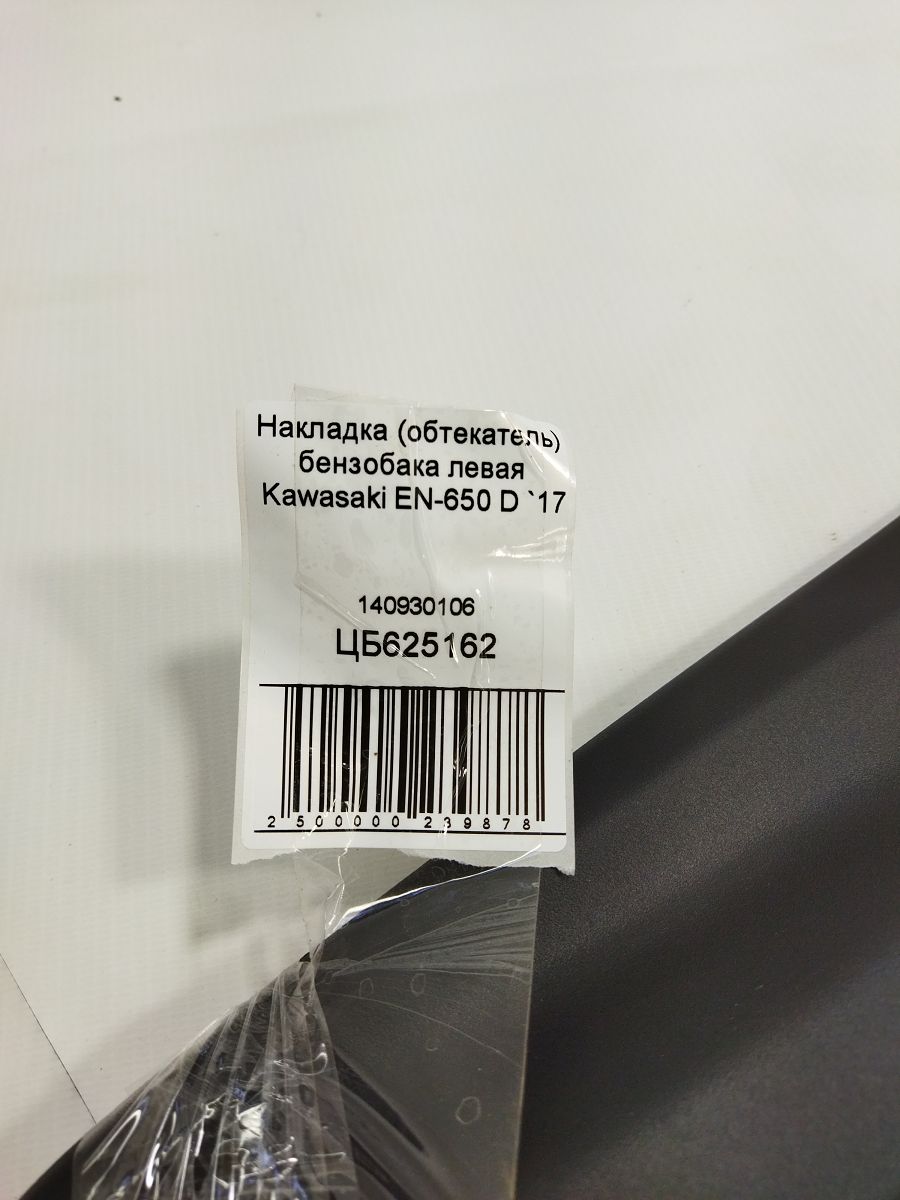 Накладка (обтекатель)
бензобака левая
Kawasaki EN-650 D `17
140930106
ЦБ625162
2 500000 239878